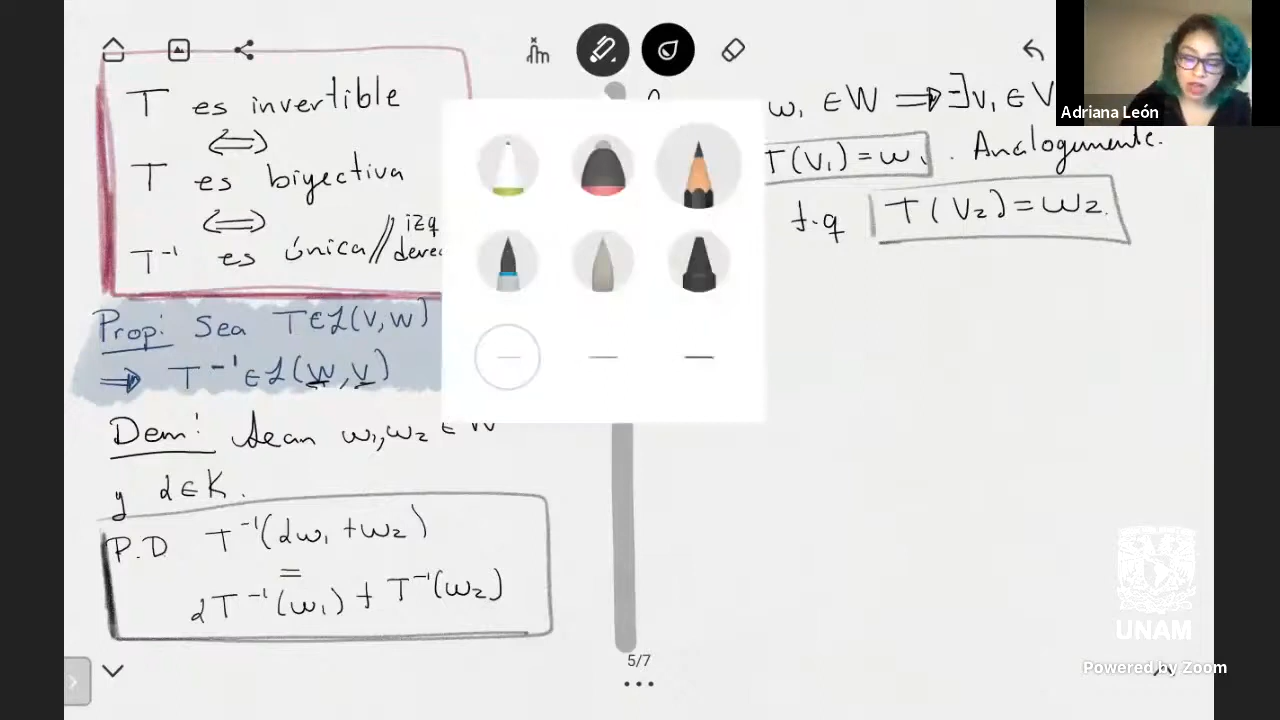 T es invertible
⟺
T es biyectiva
⟺
T⁻¹ es única // izq
Prop: Sea T∈ℒ(V,W)
⟹ T⁻¹∈ℒ(W,V)
Dem: Sean w₁,w₂ ∈ W
y α∈K.
P.D T⁻¹(αw₁+w₂)
=
αT⁻¹(w₁) + T⁻¹(w₂)
w₁ ∈W ⟹ ∃v₁ ∈ V
T(v₁)=w₁. Analogamente.
t.q T(v₂)=w₂.
Adriana León
5/7
UNAM
Powered by Zoom